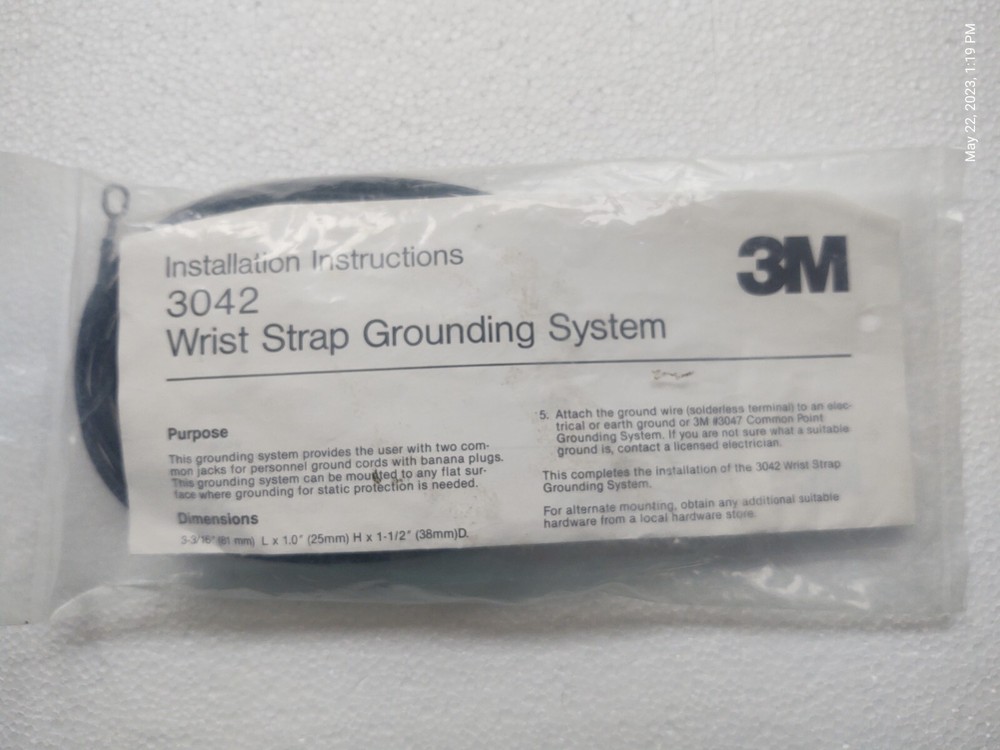 May 22, 2023, 1:19 PM
Installation Instructions
3M
3042
Wrist Strap Grounding System
Purpose
This grounding system provides the user with two com-
mon jacks for personnel ground cords with banana plugs.
This grounding system can be mounted to any flat sur-
face where grounding for static protection is needed.
Dimensions
3-3/16" (81 mm) L x 1.0" (25mm) H x 1-1/2" (38mm)D.
5. Attach the ground wire (solderless terminal) to an elec-
trical or earth ground or 3M #3047 Common Point
Grounding System. If you are not sure what a suitable
ground is, contact a licensed electrician.
This completes the installation of the 3042 Wrist Strap
Grounding System.
For alternate mounting, obtain any additional suitable
hardware from a local hardware store.